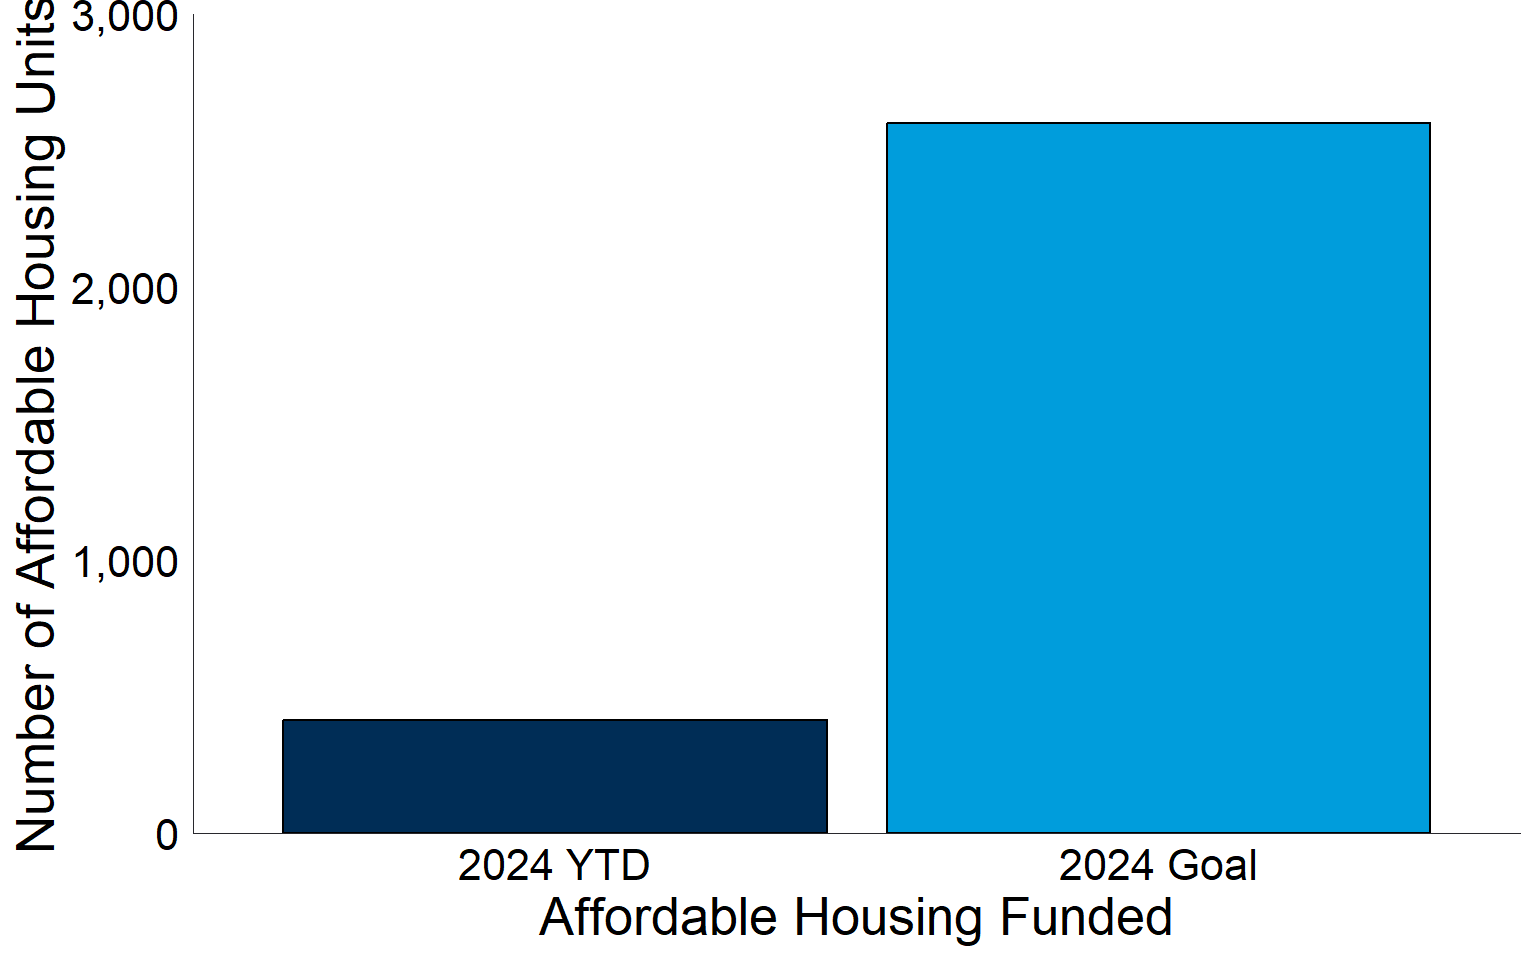 Number of Affordable Housing Units
3,000
2,000
1,000
0
2024 YTD
2024 Goal
Affordable Housing Funded